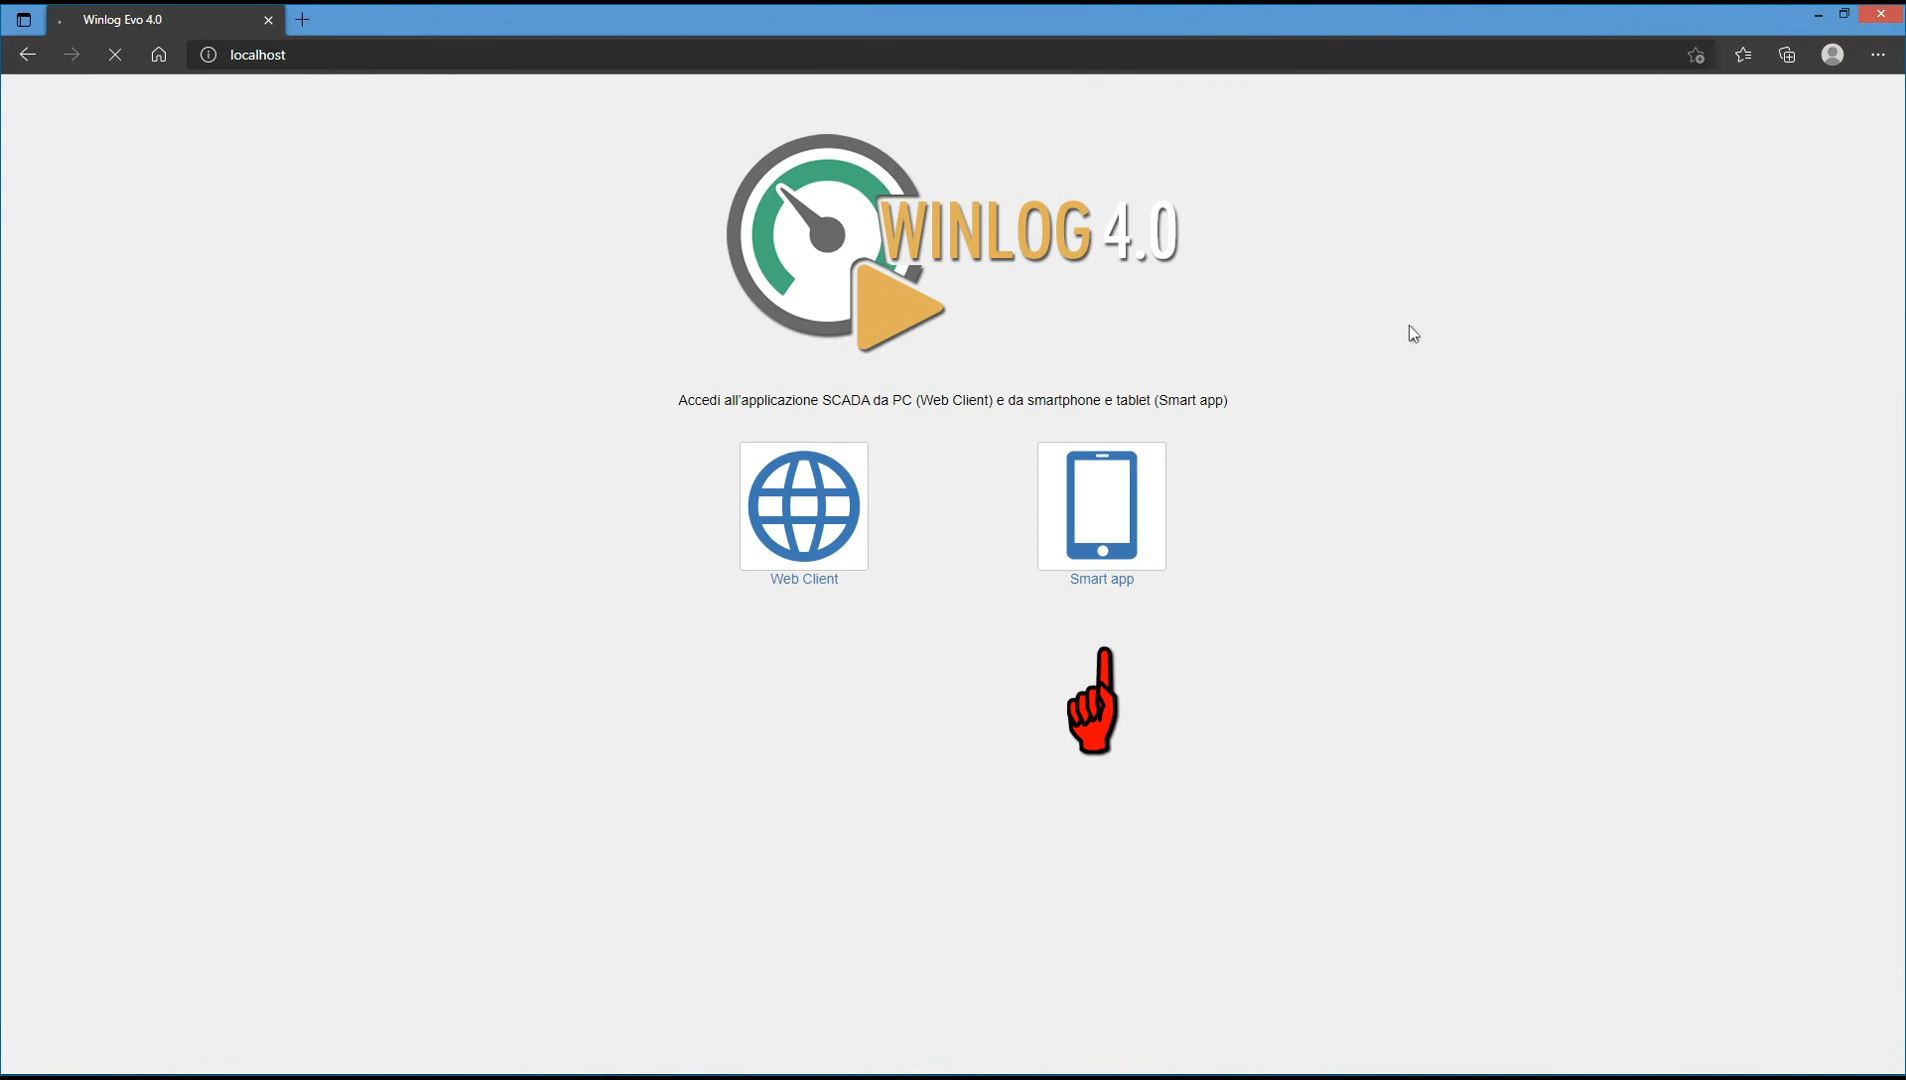 Winlog Evo 4.0
localhost
WINLOG 4.0
Accedi all'applicazione SCADA da PC (Web Client) e da smartphone e tablet (Smart app)
Web Client
Smart app